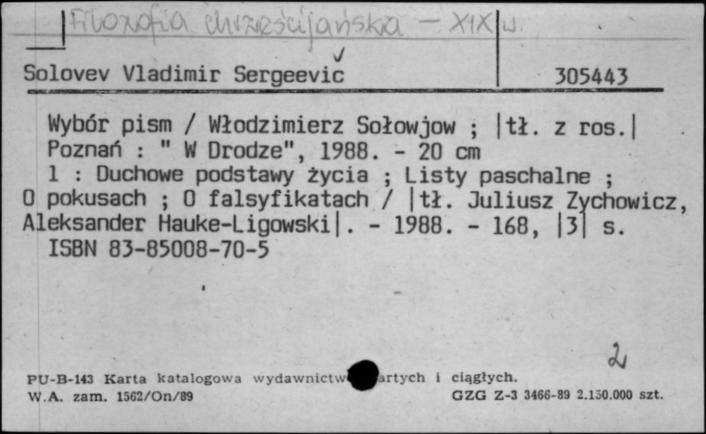 Filozofia chrześcijańska - XIX w.
Solovev Vladimir Sergeević
305443
Wybór pism / Włodzimierz Sołowjow ; |tł. z ros.|
Poznań : " W Drodze", 1988. - 20 cm
1 : Duchowe podstawy życia ; Listy paschalne ;
O pokusach ; O falsyfikatach / |tł. Juliusz Zychowicz,
Aleksander Hauke-Ligowski|. - 1988. - 168, |3| s.
ISBN 83-85008-70-5
2
PU-B-143 Karta katalogowa wydawnictw artych i ciągłych.
W.A. zam. 1562/On/89 GZG Z-3 3466-89 2.150.000 szt.